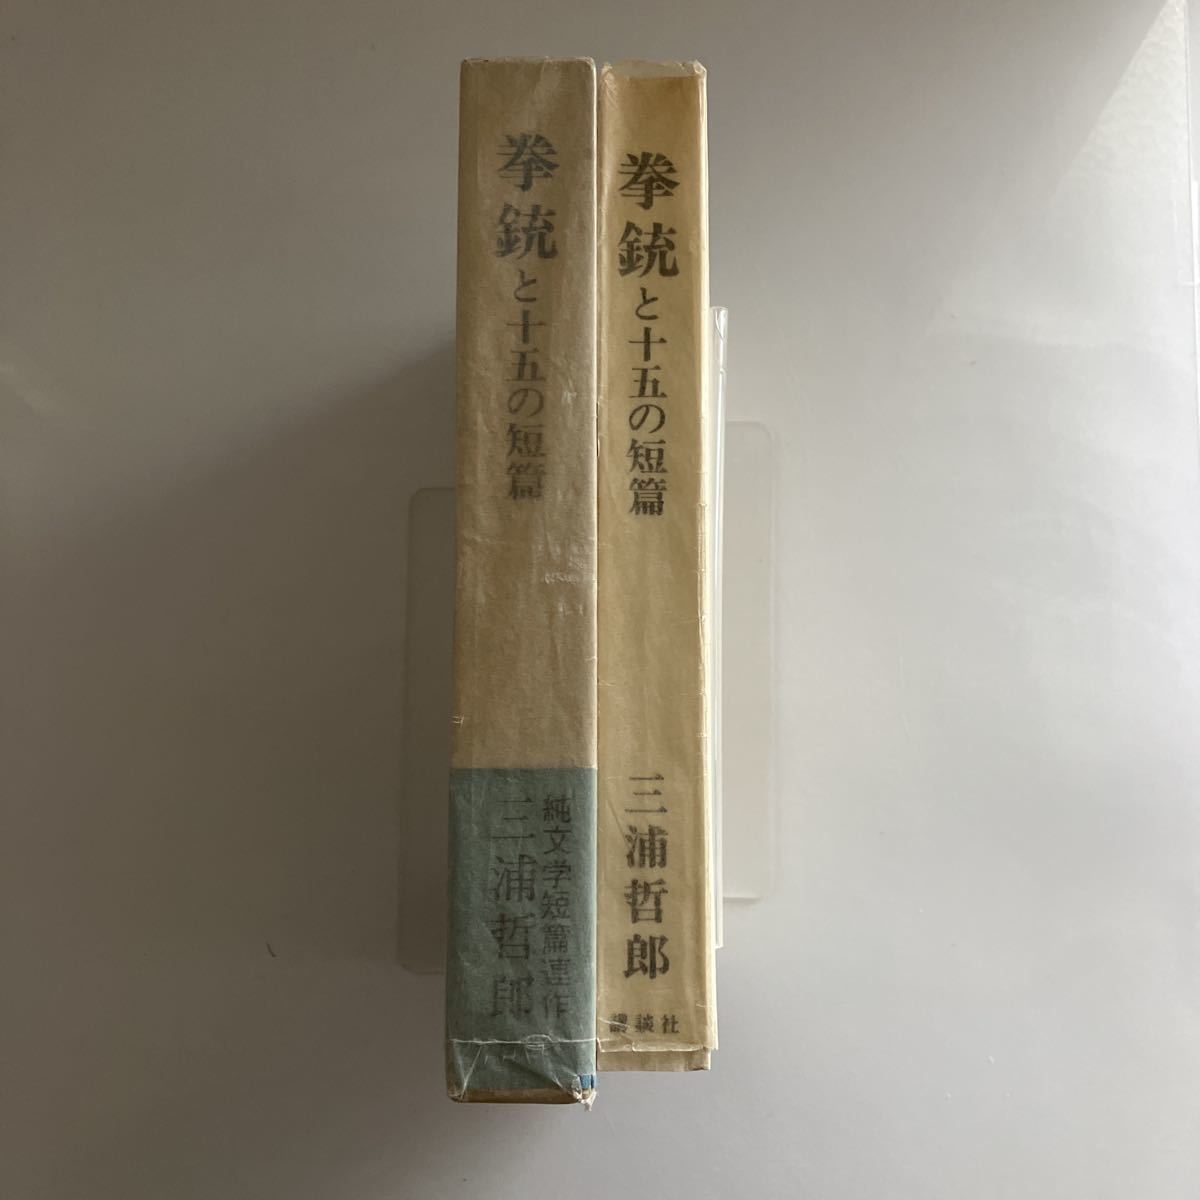 拳銃と十五の短篇
純文学短篇連作
三浦哲郎
拳銃と十五の短篇
三浦哲郎
講談社